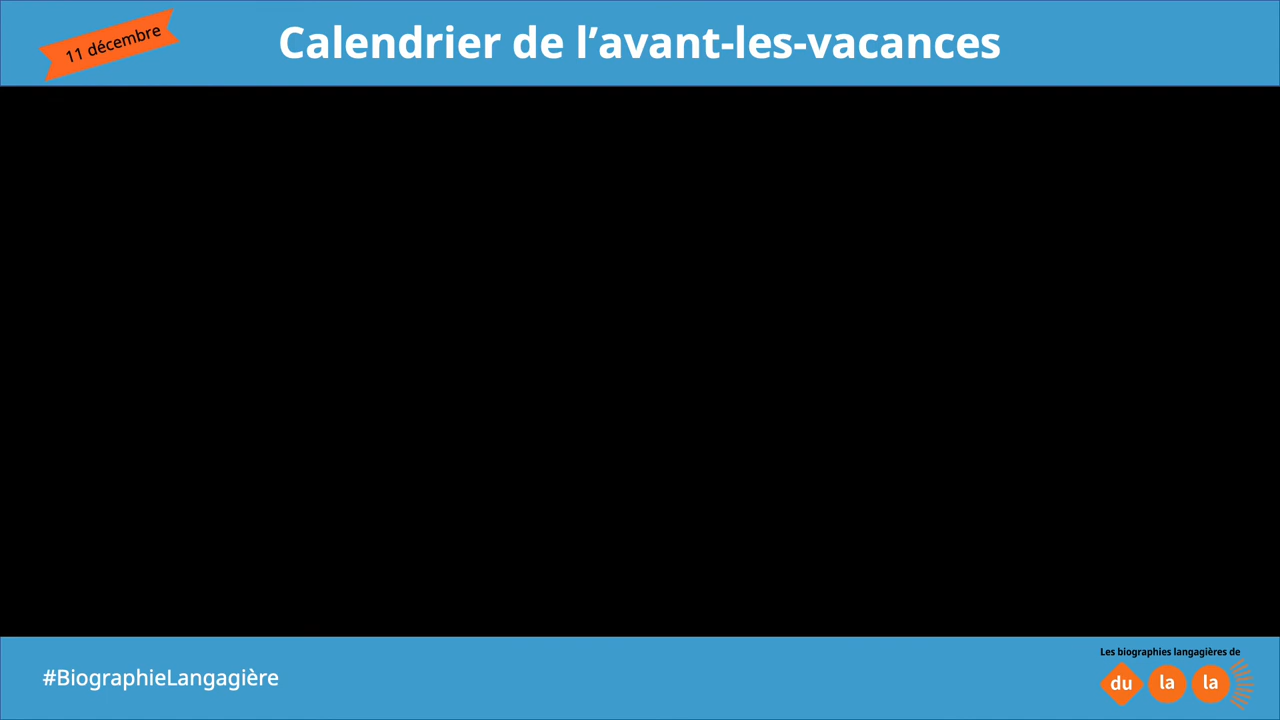 11 décembre
Calendrier de l’avant-les-vacances
#BiographieLangagière
Les biographies langagières de
du la la